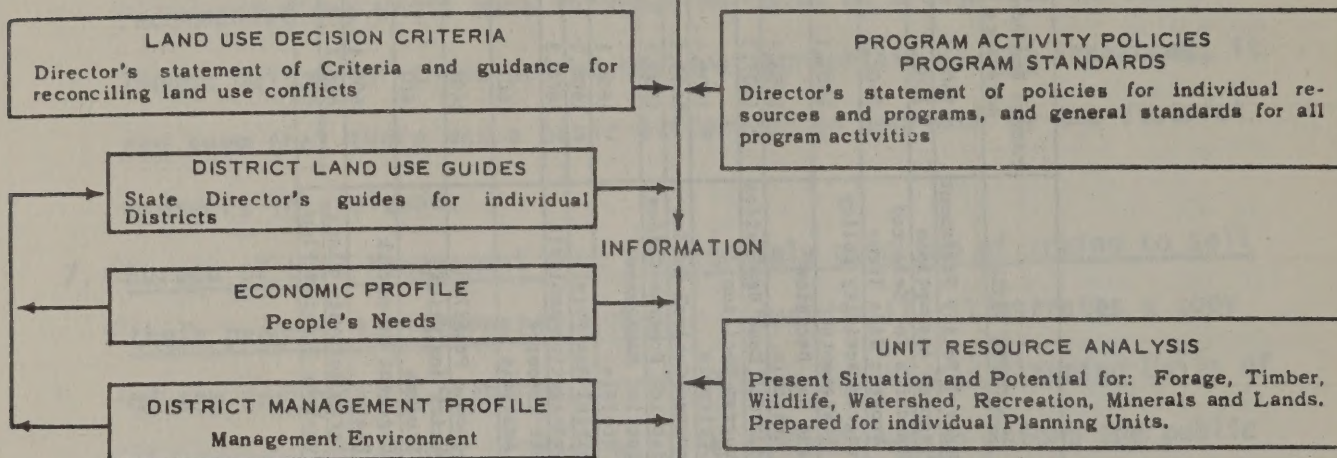 LAND USE DECISION CRITERIA
Director's statement of Criteria and guidance for
reconciling land use conflicts
PROGRAM ACTIVITY POLICIES
PROGRAM STANDARDS
Director's statement of policies for individual re-
sources and programs, and general standards for all
program activities
DISTRICT LAND USE GUIDES
State Director's guides for individual
Districts
INFORMATION
ECONOMIC PROFILE
People's Needs
UNIT RESOURCE ANALYSIS
Present Situation and Potential for: Forage, Timber,
Wildlife, Watershed, Recreation, Minerals and Lands.
Prepared for individual Planning Units.
DISTRICT MANAGEMENT PROFILE
Management Environment